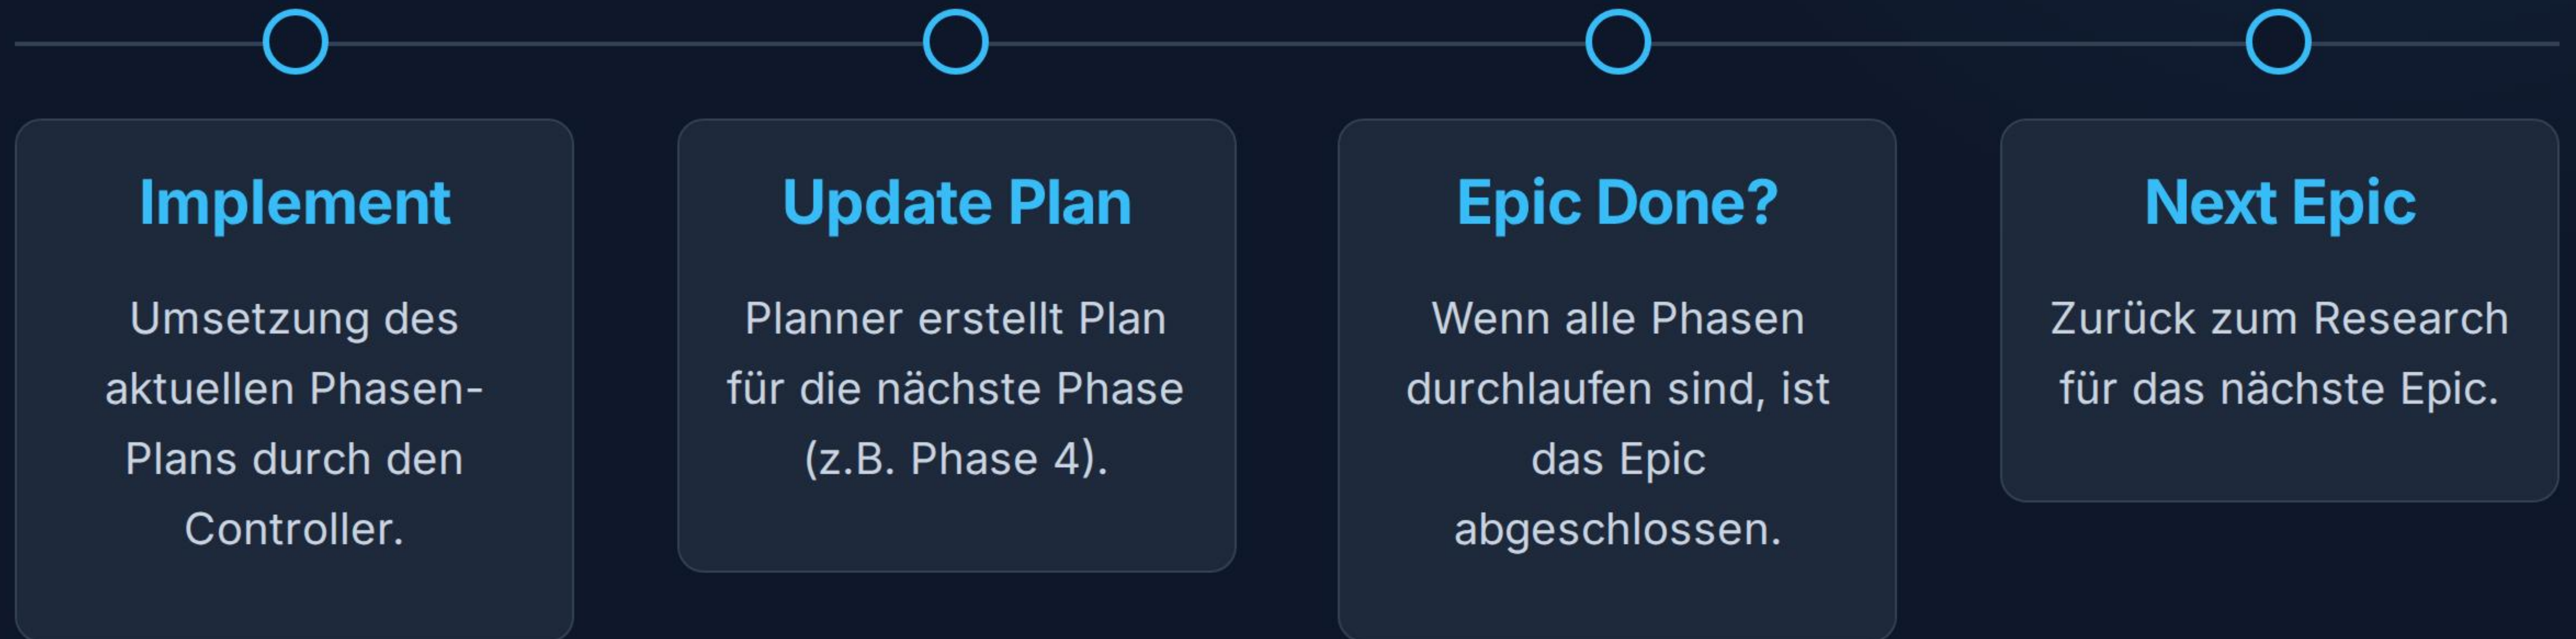 Implement
Umsetzung des
aktuellen Phasen-
Plans durch den
Controller.
Update Plan
Planner erstellt Plan
für die nächste Phase
(z.B. Phase 4).
Epic Done?
Wenn alle Phasen
durchlaufen sind, ist
das Epic
abgeschlossen.
Next Epic
Zurück zum Research
für das nächste Epic.